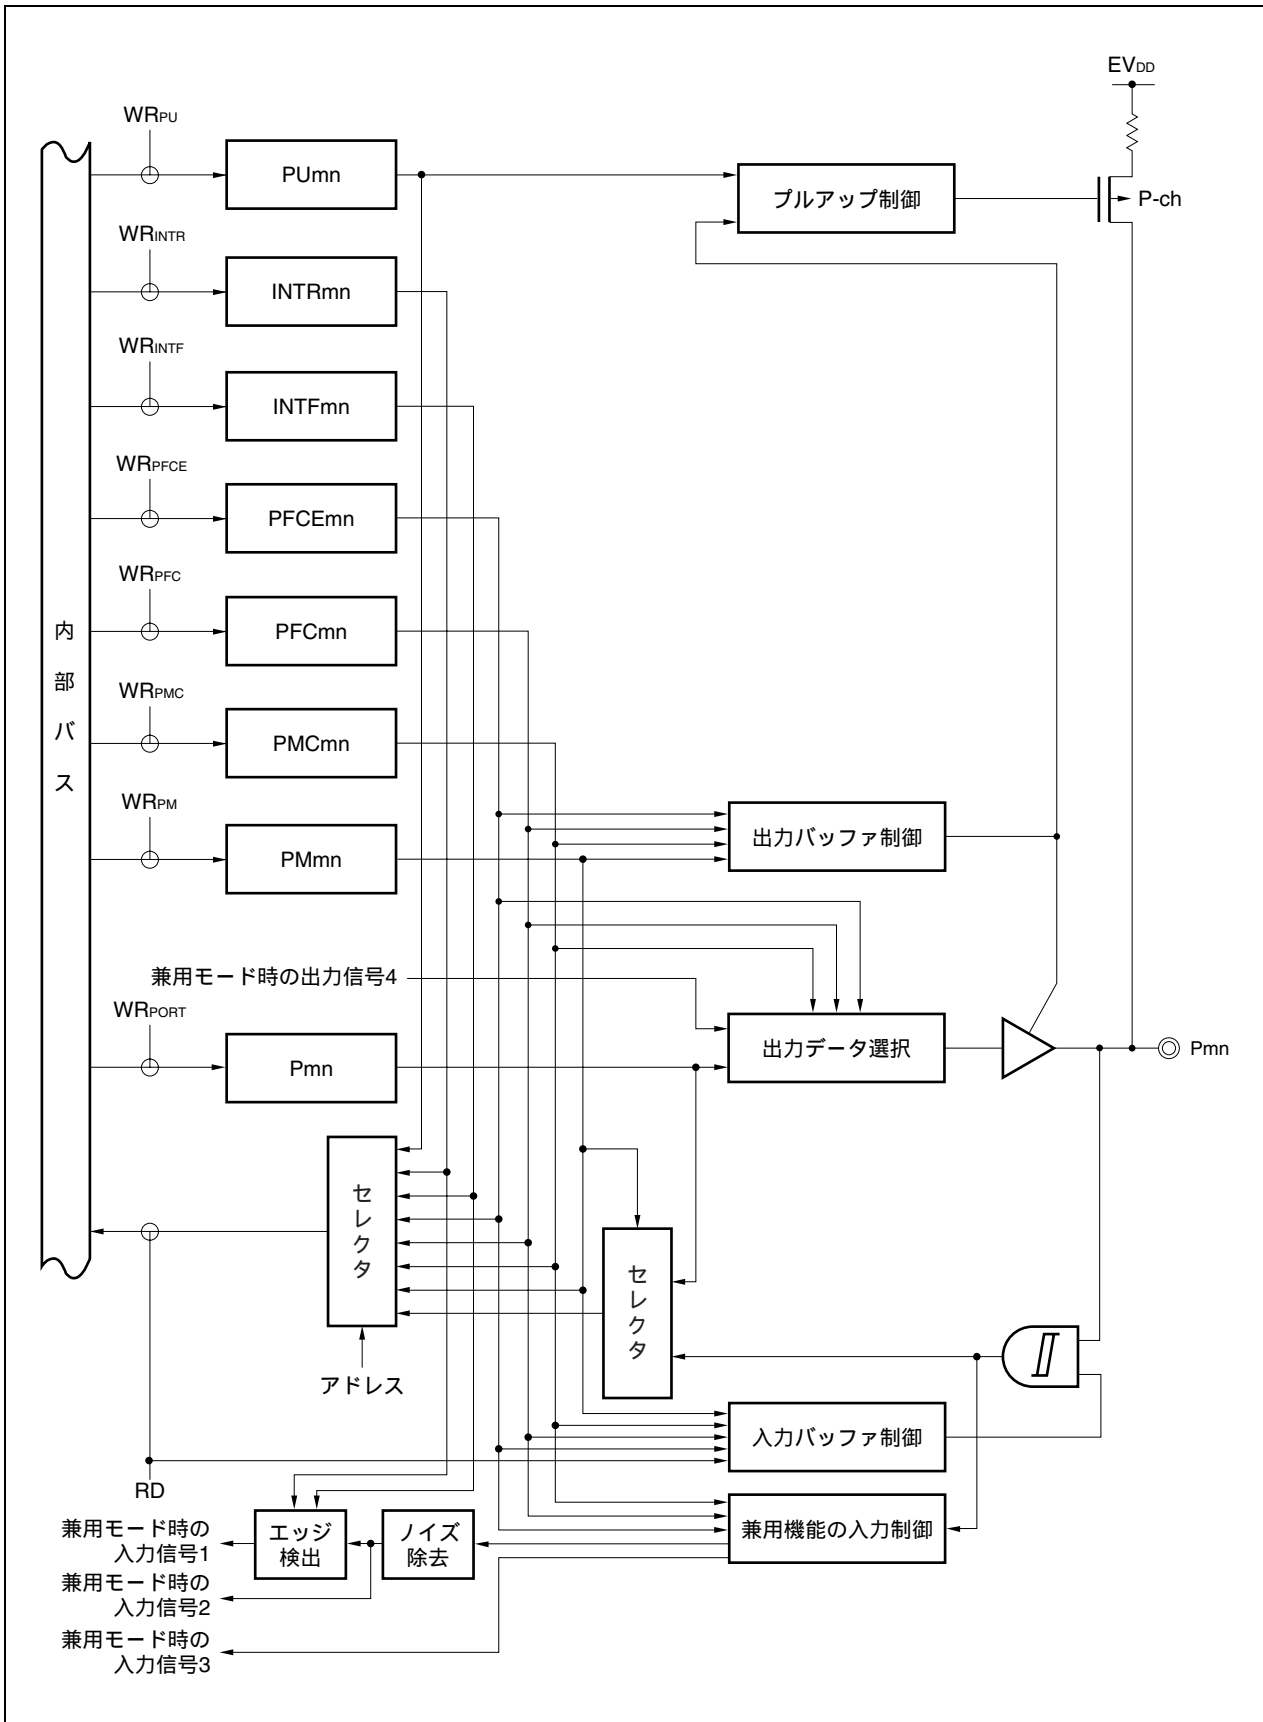 EVDD
WRPU
PUmn
プルアップ制御
P-ch
WRINTR
INTRmn
WRINTF
INTFmn
WRPFCE
PFCEmn
WRPFC
PFCmn
内部バス
WRPMC
PMCmn
WRPM
PMmn
出力バッファ制御
兼用モード時の出力信号4
WRPORT
Pmn
出力データ選択
Pmn
セレクタ
セレクタ
アドレス
入力バッファ制御
RD
兼用モード時の
入力信号1
エッジ
検出
ノイズ
除去
兼用機能の入力制御
兼用モード時の
入力信号2
兼用モード時の
入力信号3